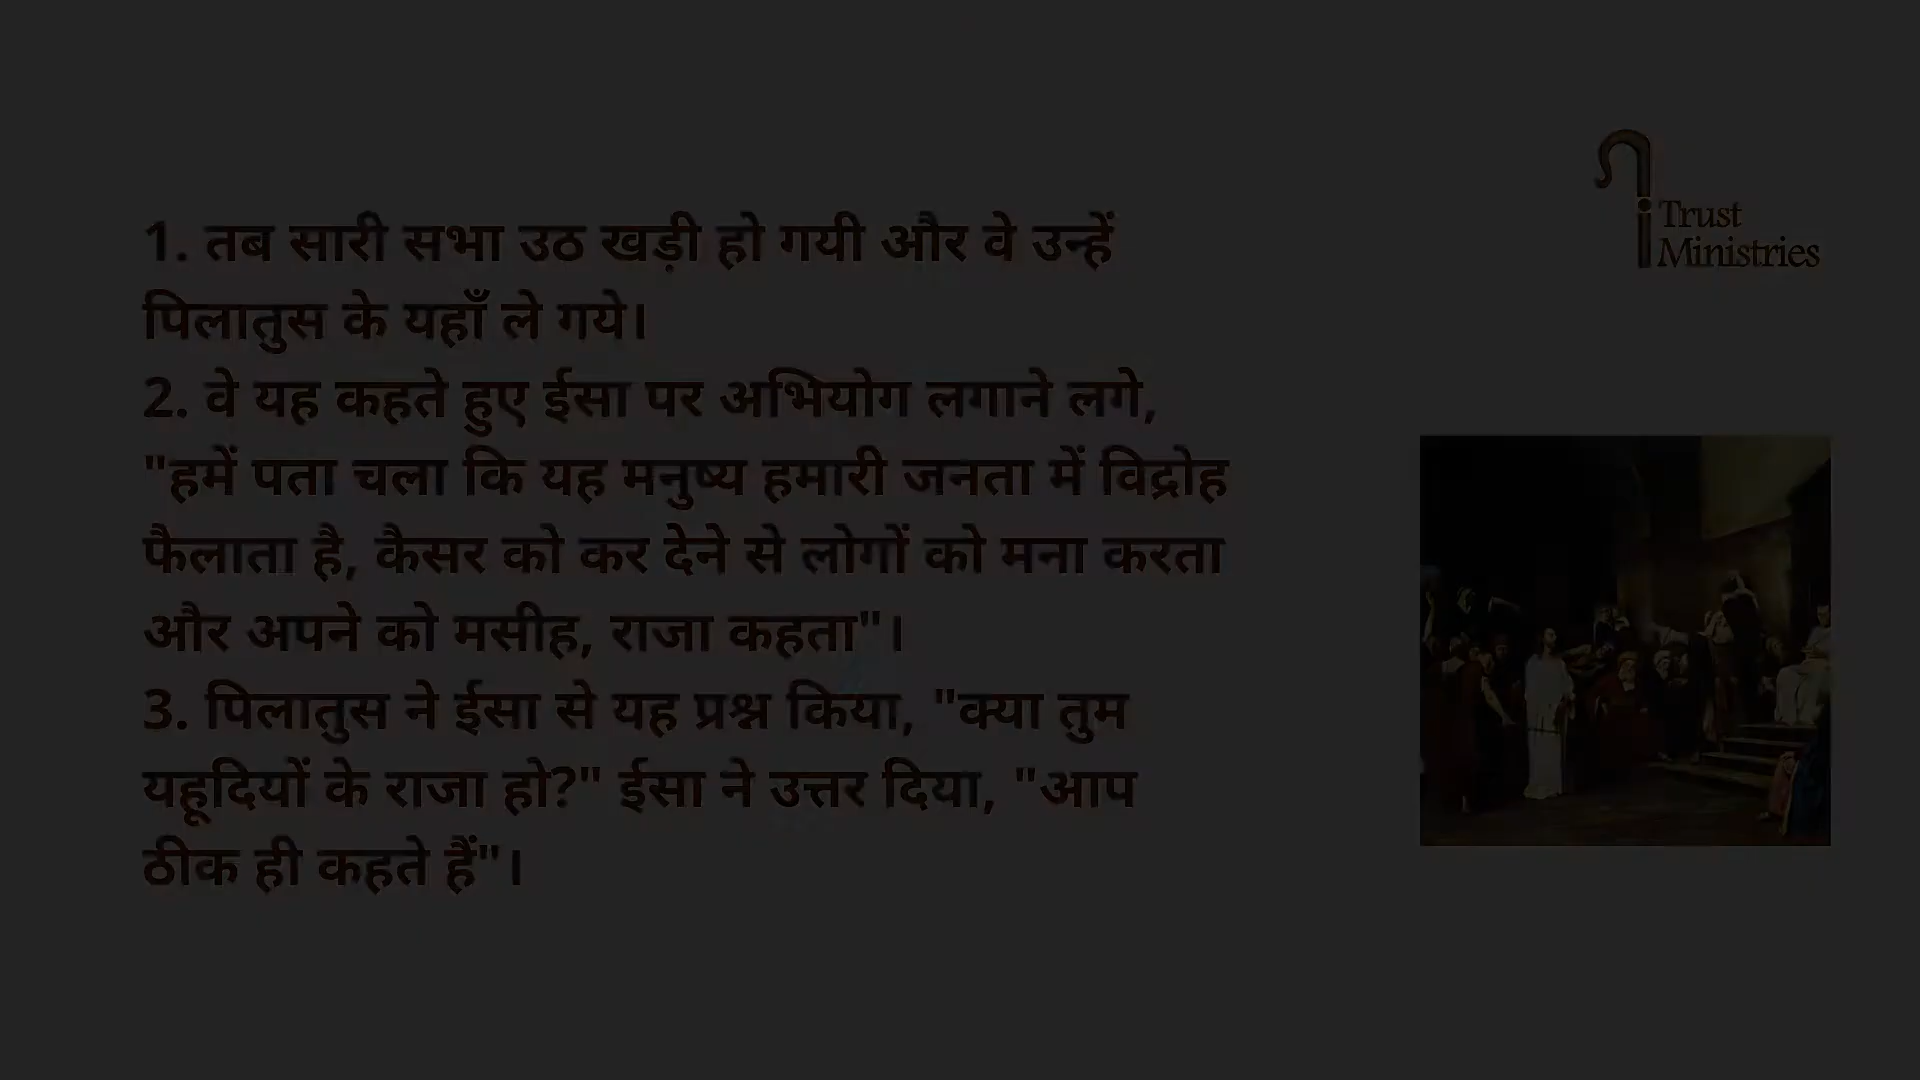 1. तब सारी सभा उठ खड़ी हो गयी और वे उन्हें
पिलातुस के यहाँ ले गये।
2. वे यह कहते हुए ईसा पर अभियोग लगाने लगे,
"हमें पता चला कि यह मनुष्य हमारी जनता में विद्रोह
फैलाता है, कैसर को कर देने से लोगों को मना करता
और अपने को मसीह, राजा कहता"।
3. पिलातुस ने ईसा से यह प्रश्न किया, "क्या तुम
यहूदियों के राजा हो?" ईसा ने उत्तर दिया, "आप
ठीक ही कहते हैं"।
Trust
Ministries